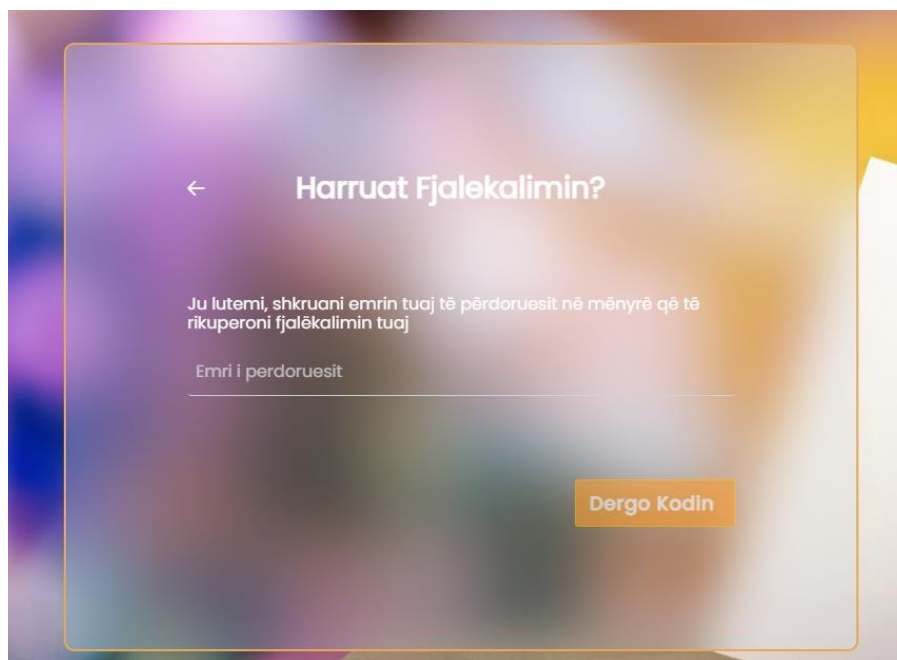 Harruat Fjalekalimin?
Ju lutemi, shkruani emrin tuaj të përdoruesit në mënyrë që të
rikuperoni fjalëkalimin tuaj
Emri i perdoruesit
Dergo Kodin